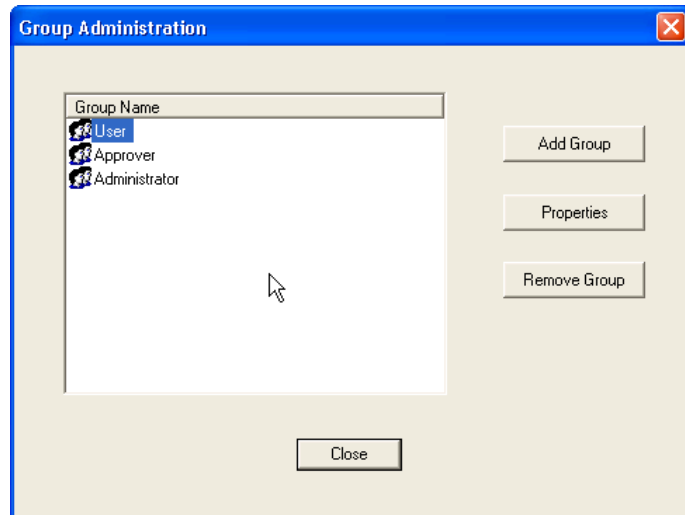 Group Administration
Group Name
User
Approver
Administrator
Add Group
Properties
Remove Group
Close